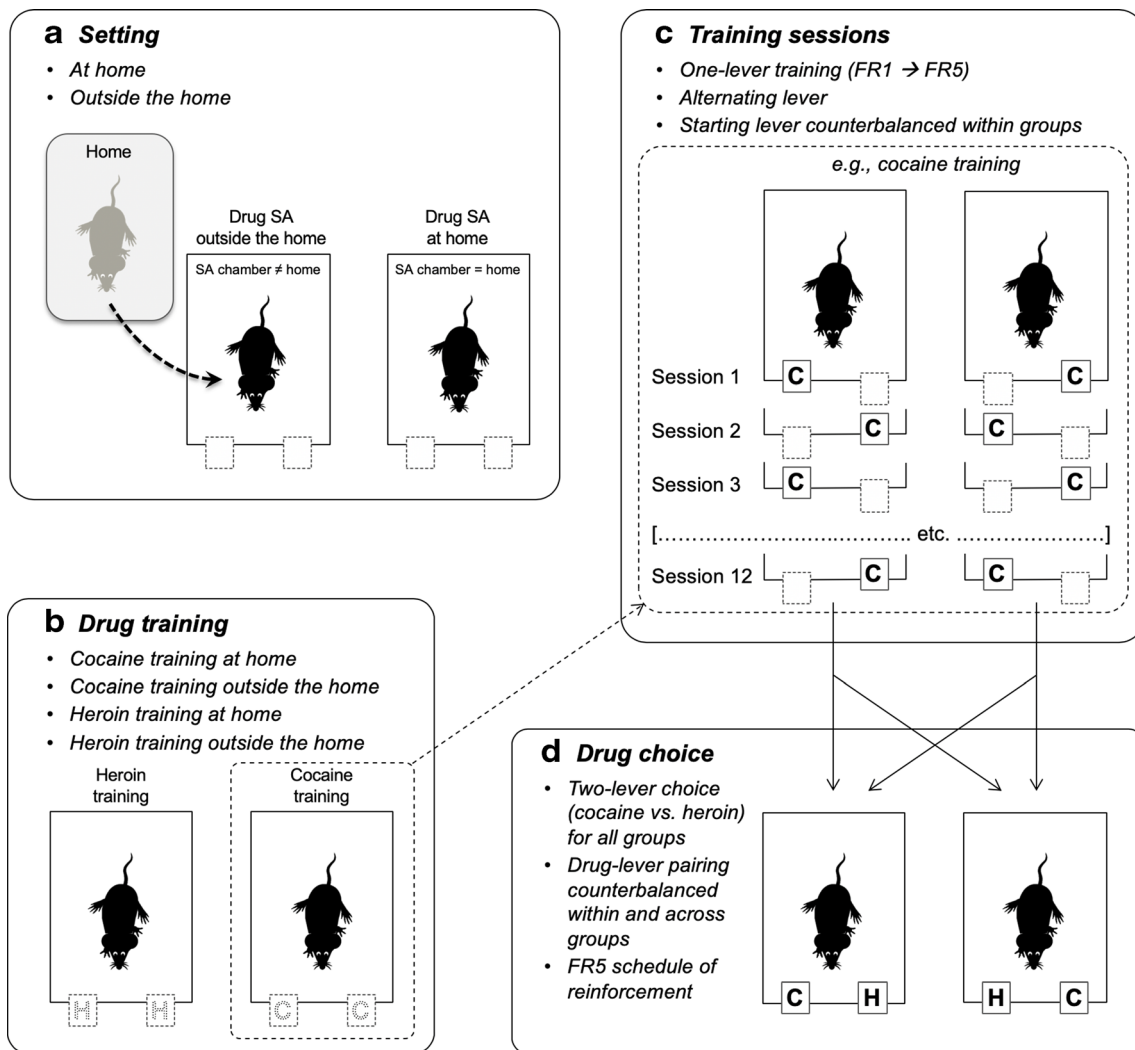 a Setting
• At home
• Outside the home
Home
Drug SA
outside the home
Drug SA
at home
SA chamber ≠ home
SA chamber = home
b Drug training
• Cocaine training at home
• Cocaine training outside the home
• Heroin training at home
• Heroin training outside the home
Heroin
training
Cocaine
training
H H
C C
c Training sessions
• One-lever training (FR1 → FR5)
• Alternating lever
• Starting lever counterbalanced within groups
e.g., cocaine training
Session 1 C C
Session 2 C C
Session 3 C C
[........................................ etc. ........................]
Session 12 C C
d Drug choice
• Two-lever choice
(cocaine vs. heroin)
for all groups
• Drug-lever pairing
counterbalanced
within and across
groups
• FR5 schedule of
reinforcement
C H
H C